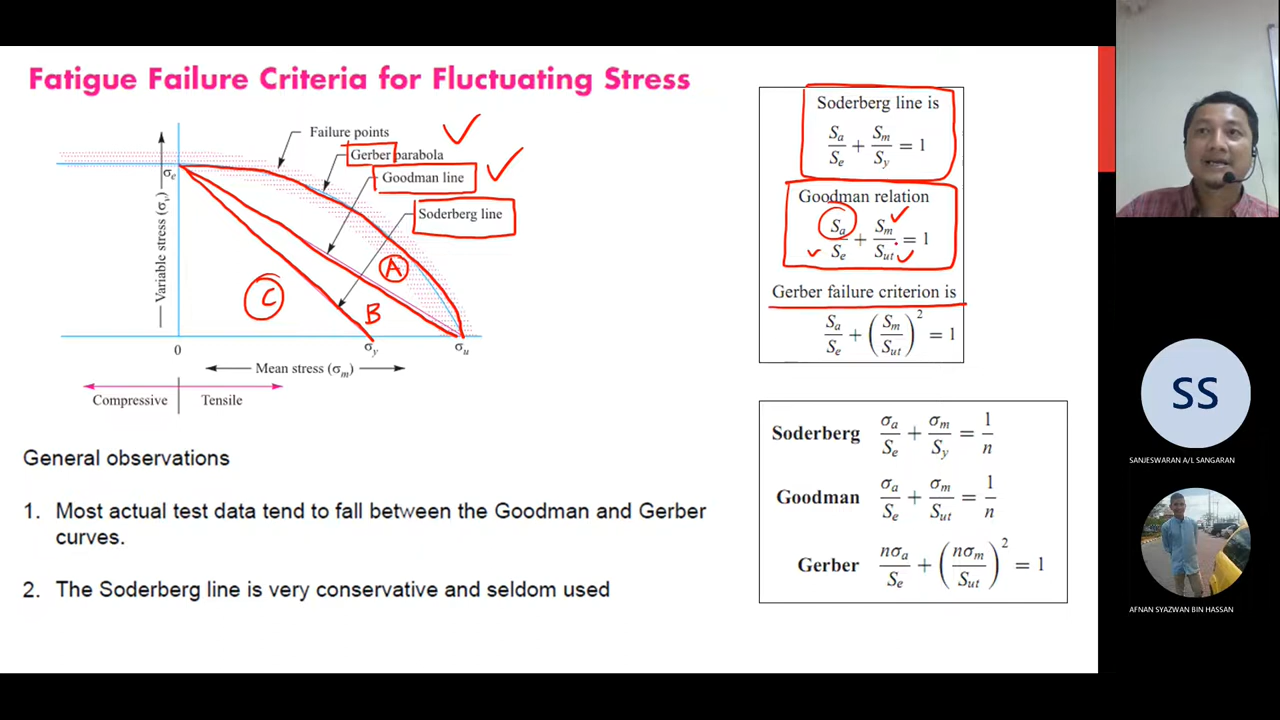 Fatigue Failure Criteria for Fluctuating Stress
Failure points
Gerber parabola
Goodman line
Soderberg line
σe
Variable stress (σv)
A
C
B
0
σy
σu
Mean stress (σm)
Compressive
Tensile
General observations
1. Most actual test data tend to fall between the Goodman and Gerber
curves.
2. The Soderberg line is very conservative and seldom used
Soderberg line is
Sa/Se + Sm/Sy = 1
Goodman relation
Sa/Se + Sm/Sut = 1
Gerber failure criterion is
Sa/Se + (Sm/Sut)² = 1
Soderberg σa/Se + σm/Sy = 1/n
Goodman σa/Se + σm/Sut = 1/n
Gerber nσa/Se + (nσm/Sut)² = 1
SS
SANJESWARAN A/L SANGARAN
AFNAN SYAZWAN BIN HASSAN